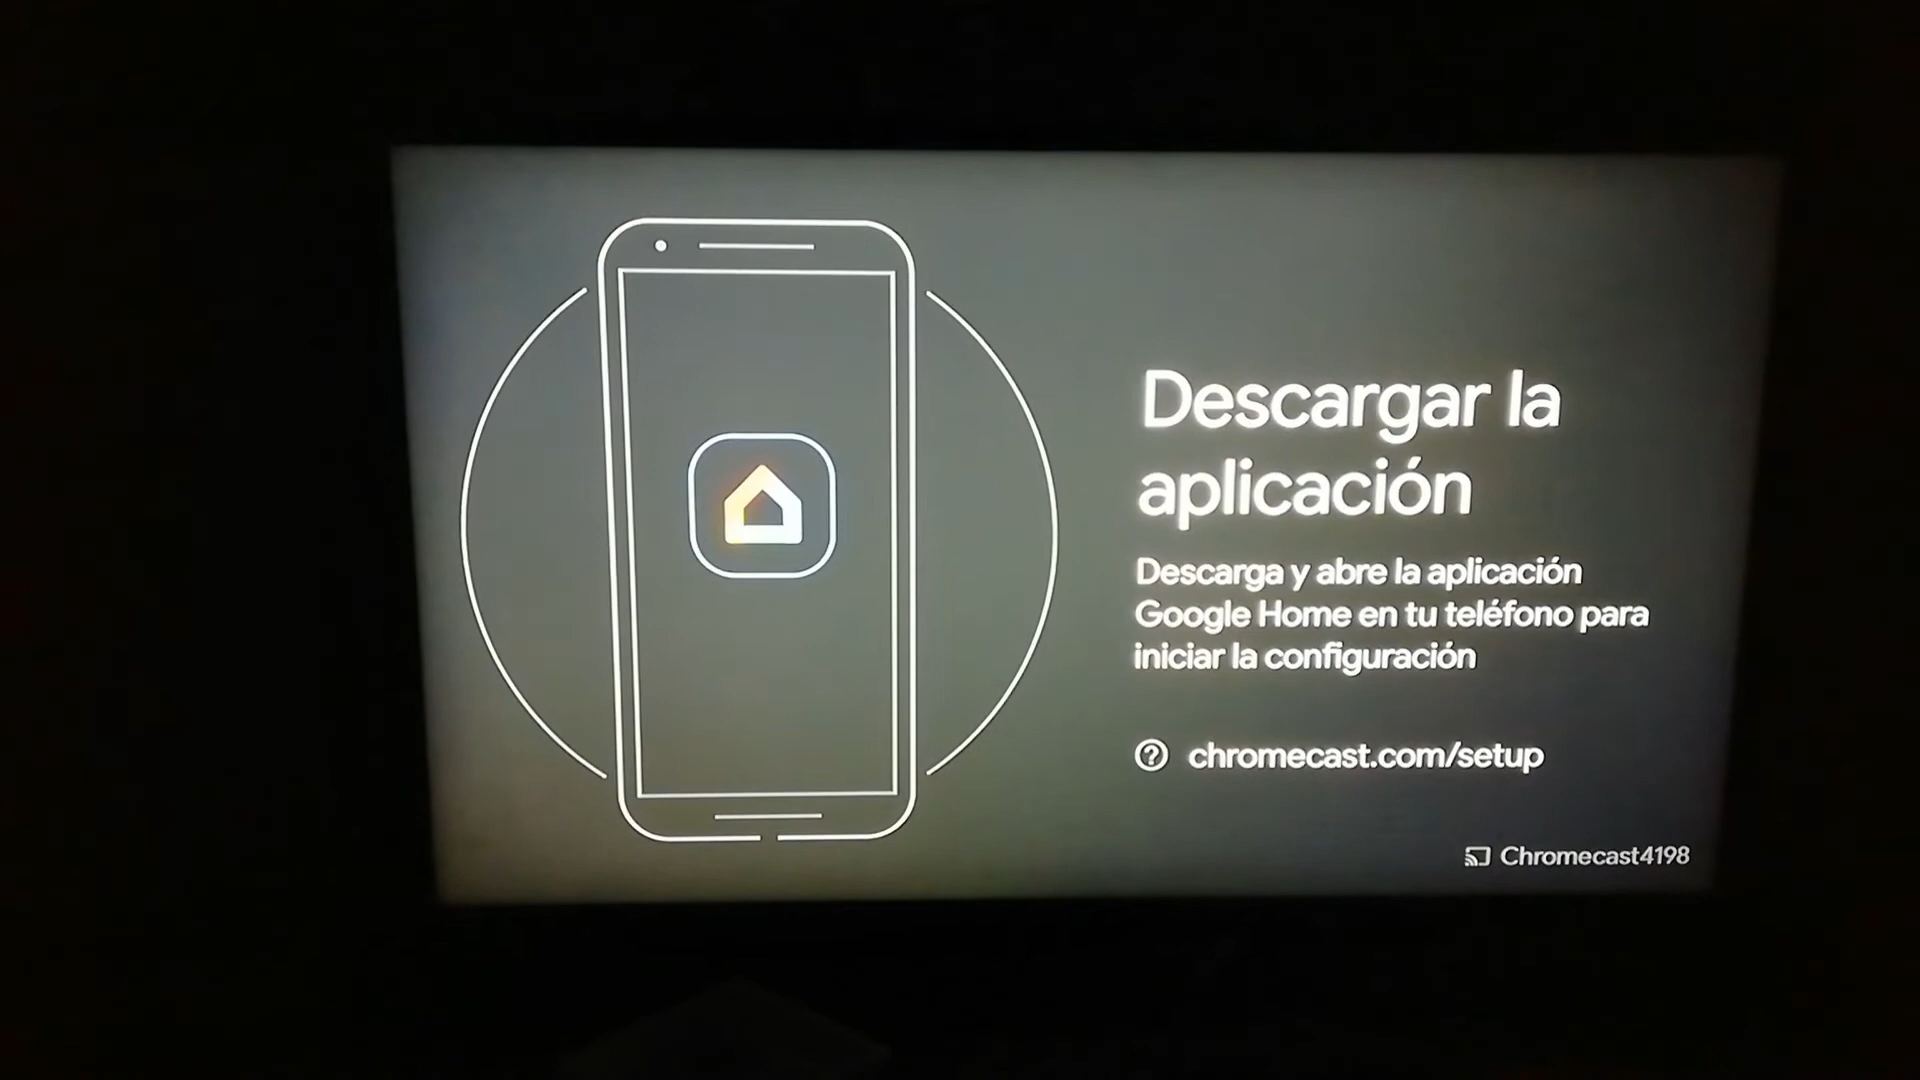 Descargar la
aplicación
Descarga y abre la aplicación
Google Home en tu teléfono para
iniciar la configuración
chromecast.com/setup
Chromecast4198